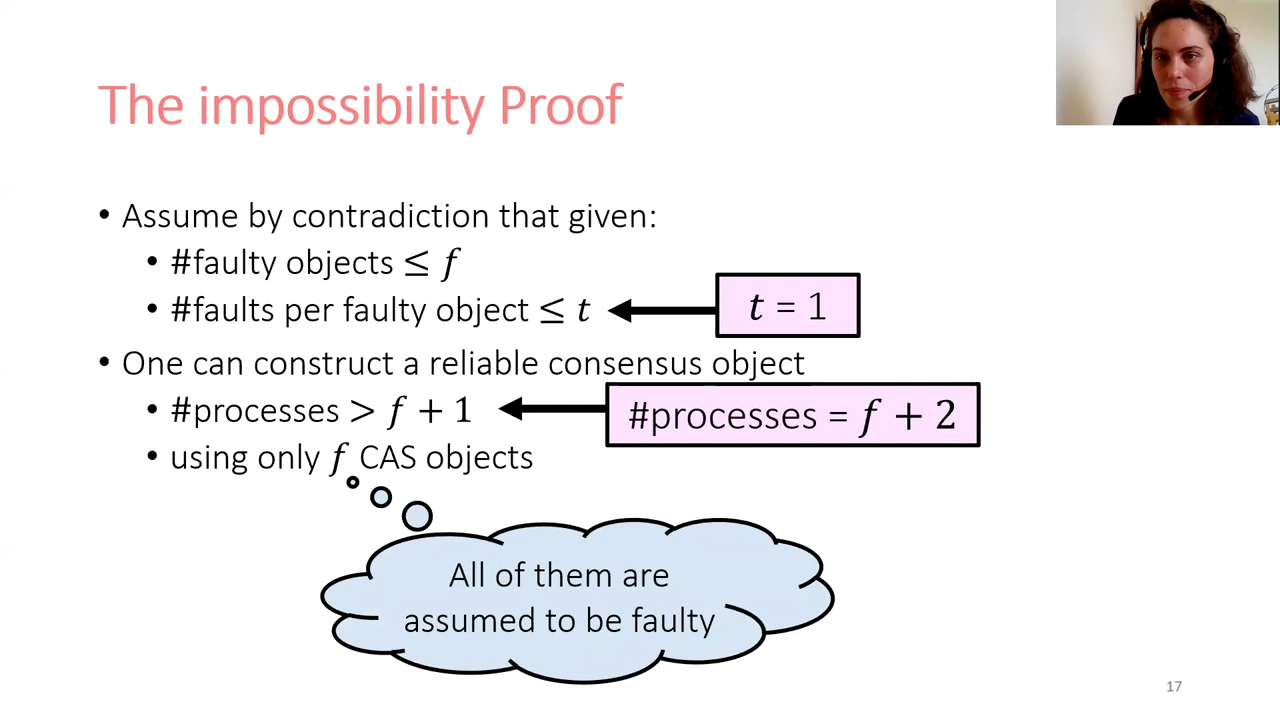 The impossibility Proof
• Assume by contradiction that given:
• #faulty objects ≤ f
• #faults per faulty object ≤ t
t = 1
• One can construct a reliable consensus object
• #processes > f + 1
#processes = f + 2
• using only f CAS objects
All of them are
assumed to be faulty
17